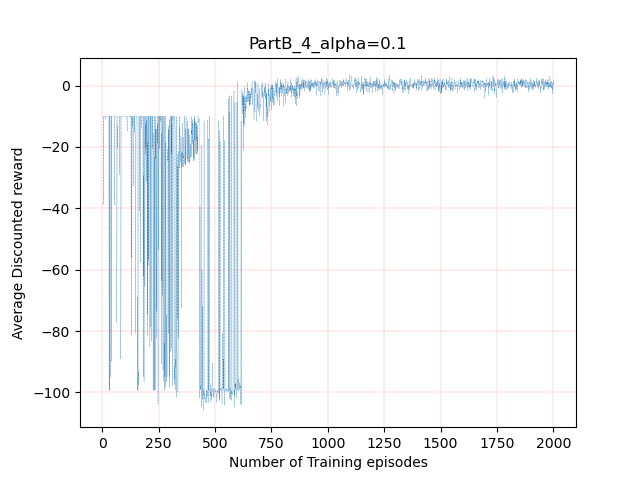 PartB_4_alpha=0.1
Average Discounted reward
0
−20
−40
−60
−80
−100
0 250 500 750 1000 1250 1500 1750 2000
Number of Training episodes